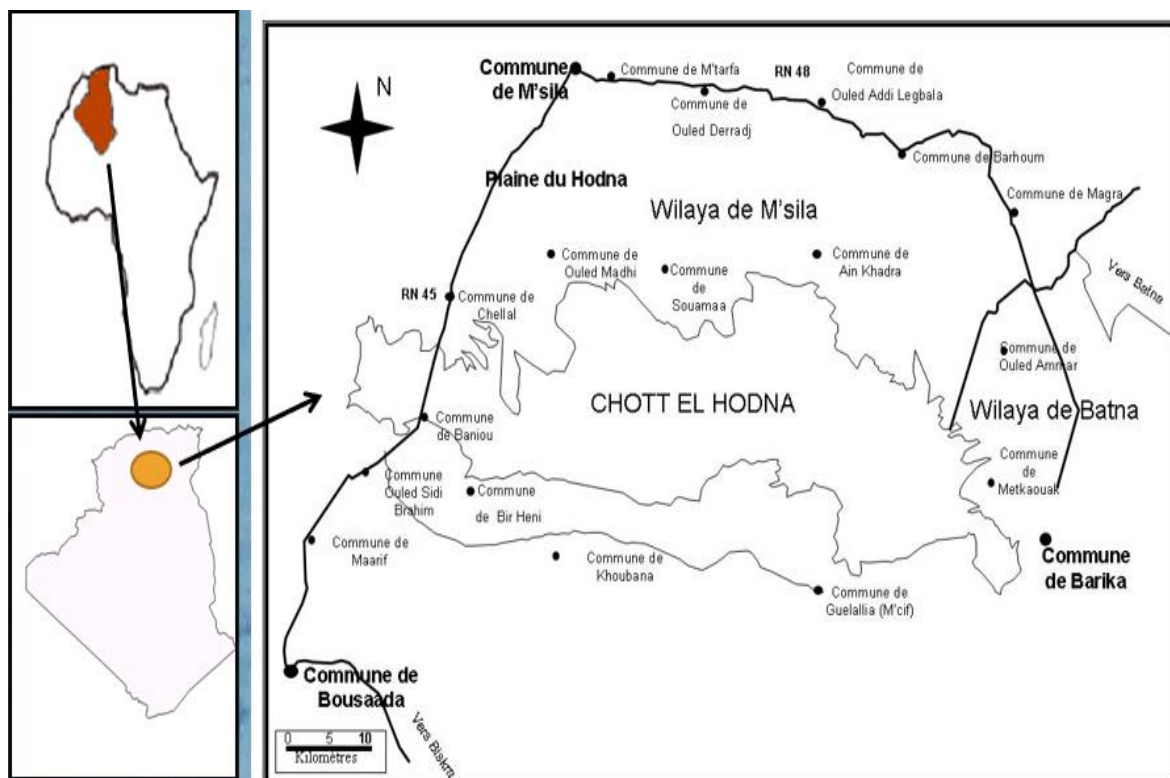 Commune
de M'sila
Commune de M'tarfa
RN 48
Commune de
Ouled Addi Legbala
N
Commune de
Ouled Derradj
Commune de Barhoum
Plaine du Hodna
Commune de Magra
Wilaya de M'sila
Commune de
Ouled Madhi
Commune
de
Souamaa
Commune de
Ain Khadra
Vers Batna
RN 45
Commune de
Chellal
Commune de
Ouled Ammar
CHOTT EL HODNA
Wilaya de Batna
Commune
de Baniou
Commune
de
Metkaouak
Commune
Ouled Sidi
Brahim
Commune
de Bir Heni
Commune de
Maarif
Commune de
Khoubana
Commune
de Barika
Commune de
Guelallia (M'cif)
Commune de
Bousaada
Vers Biskra
0 5 10
Kilomètres